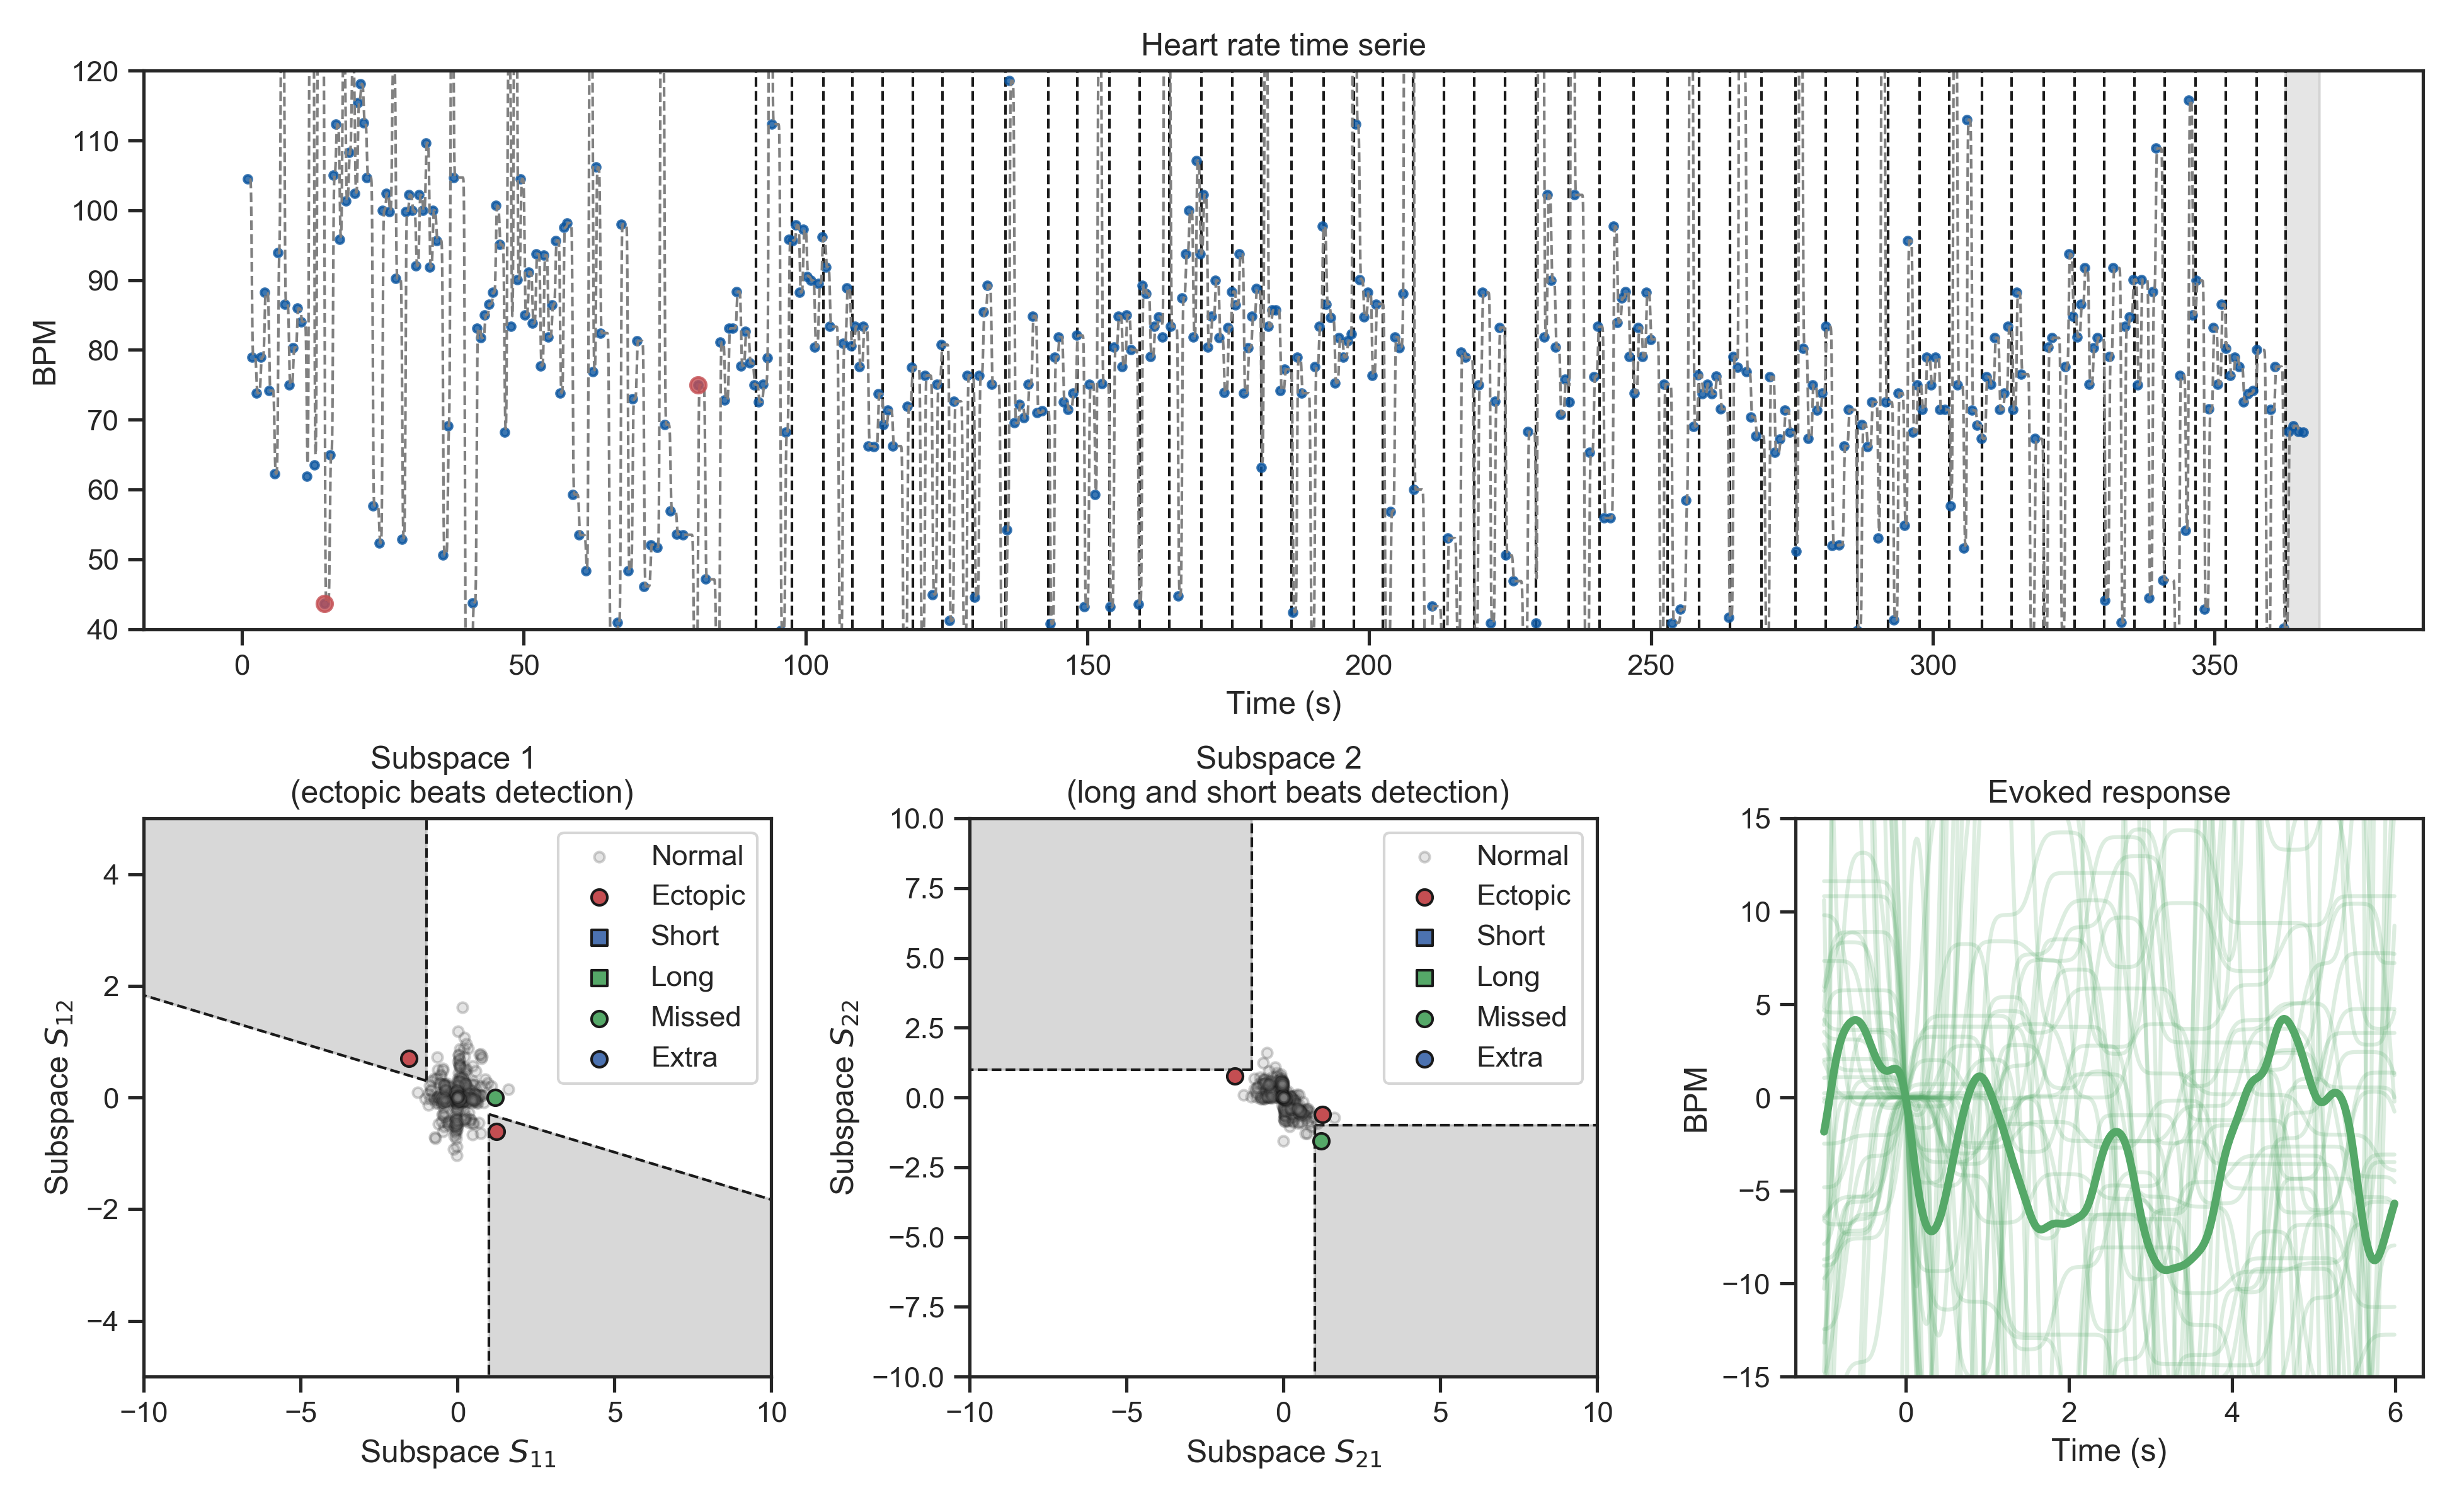 Heart rate time serie
120
110
100
90
80
70
60
50
40
BPM
0 50 100 150 200 250 300 350
Time (s)
Subspace 1
(ectopic beats detection)
4
2
0
−2
−4
Subspace S12
Normal
Ectopic
Short
Long
Missed
Extra
−10 −5 0 5 10
Subspace S11
Subspace 2
(long and short beats detection)
10.0
7.5
5.0
2.5
0.0
−2.5
−5.0
−7.5
−10.0
Subspace S22
Normal
Ectopic
Short
Long
Missed
Extra
−10 −5 0 5 10
Subspace S21
Evoked response
15
10
5
0
−5
−10
−15
BPM
0 2 4 6
Time (s)